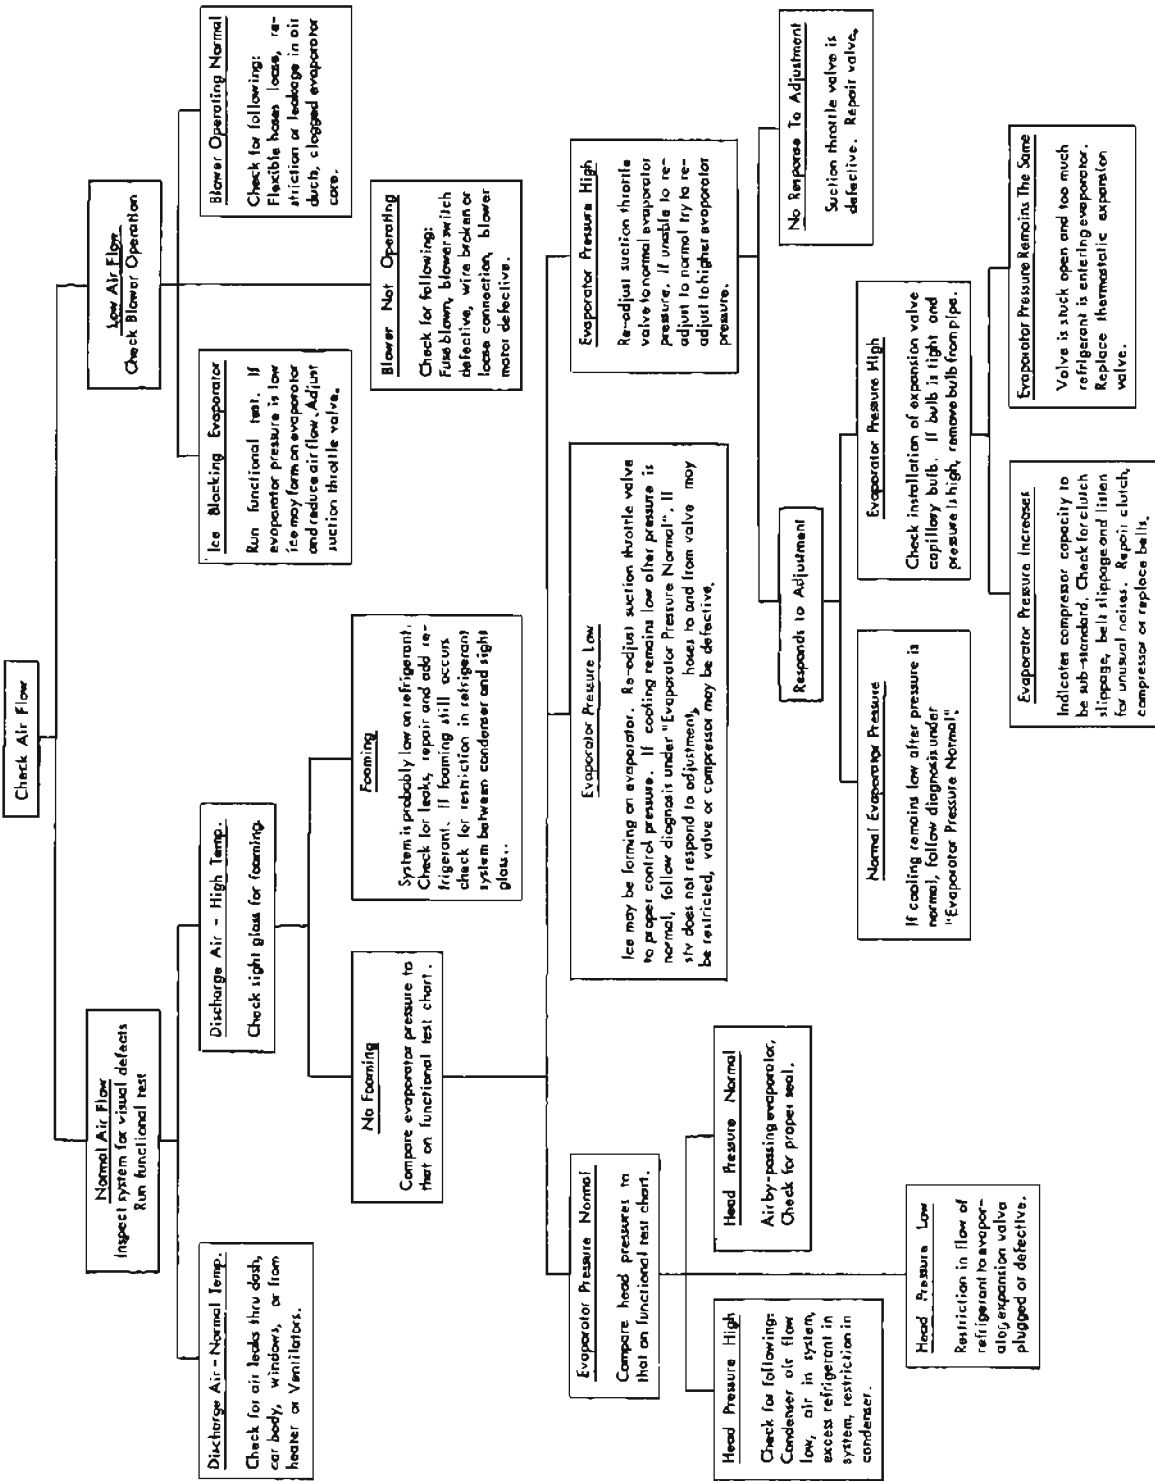 Check Air Flow
Normal Air Flow
Inspect system for visual defects
Run functional test
Low Air Flow
Check Blower Operation
Discharge Air - Normal Temp.
Check for air leaks thru dash,
car body, windows, or from
heater or Ventilators.
Discharge Air - High Temp.
Check sight glass for foaming.
Ice Blocking Evaporator
Run functional test. If
evaporator pressure is low
ice may form on evaporator
and reduce air flow. Adjust
suction throttle valve.
Blower Operating Normal
Check for following:
Flexible hoses loose, re-
striction or leakage in air
ducts, clogged evaporator
core.
No Foaming
Compare evaporator pressure to
that on functional test chart.
Foaming
System is probably low on refrigerant.
Check for leaks, repair and add re-
frigerant. If foaming still occurs
check for restriction in refrigerant
system between condenser and sight
glass..
Blower Not Operating
Check for following:
Fuse blown, blower switch
defective, wire broken or
loose connection, blower
motor defective.
Evaporator Pressure Normal
Compare head pressures to
that on functional test chart.
Evaporator Pressure Low
Ice may be forming on evaporator. Re-adjust suction throttle valve
to proper control pressure. If cooling remains low after pressure is
normal, follow diagnosis under "Evaporator Pressure Normal". If
stv does not respond to adjustment, hoses to and from valve may
be restricted, valve or compressor may be defective.
Evaporator Pressure High
Re-adjust suction throttle
valve to normal evaporator
pressure. If unable to re-
adjust to normal try to re-
adjust to higher evaporator
pressure.
Head Pressure High
Check for following:
Condenser air flow
low, air in system,
excess refrigerant in
system, restriction in
condenser.
Head Pressure Normal
Air by-passing evaporator,
Check for proper seal.
Responds to Adjustment
No Response To Adjustment
Suction throttle valve is
defective. Repair valve.
Head Pressure Low
Restriction in flow of
refrigerant to evapor-
ator, expansion valve
plugged or defective.
Normal Evaporator Pressure
If cooling remains low after pressure is
normal, follow diagnosis under
"Evaporator Pressure Normal".
Evaporator Pressure High
Check installation of expansion valve
capillary bulb. If bulb is tight and
pressure is high, remove bulb from pipe.
Evaporator Pressure Increases
Indicates compressor capacity to
be sub-standard. Check for clutch
slippage, belt slippage and listen
for unusual noises. Repair clutch,
compressor or replace belts.
Evaporator Pressure Remains The Same
Valve is stuck open and too much
refrigerant is entering evaporator.
Replace thermostatic expansion
valve.